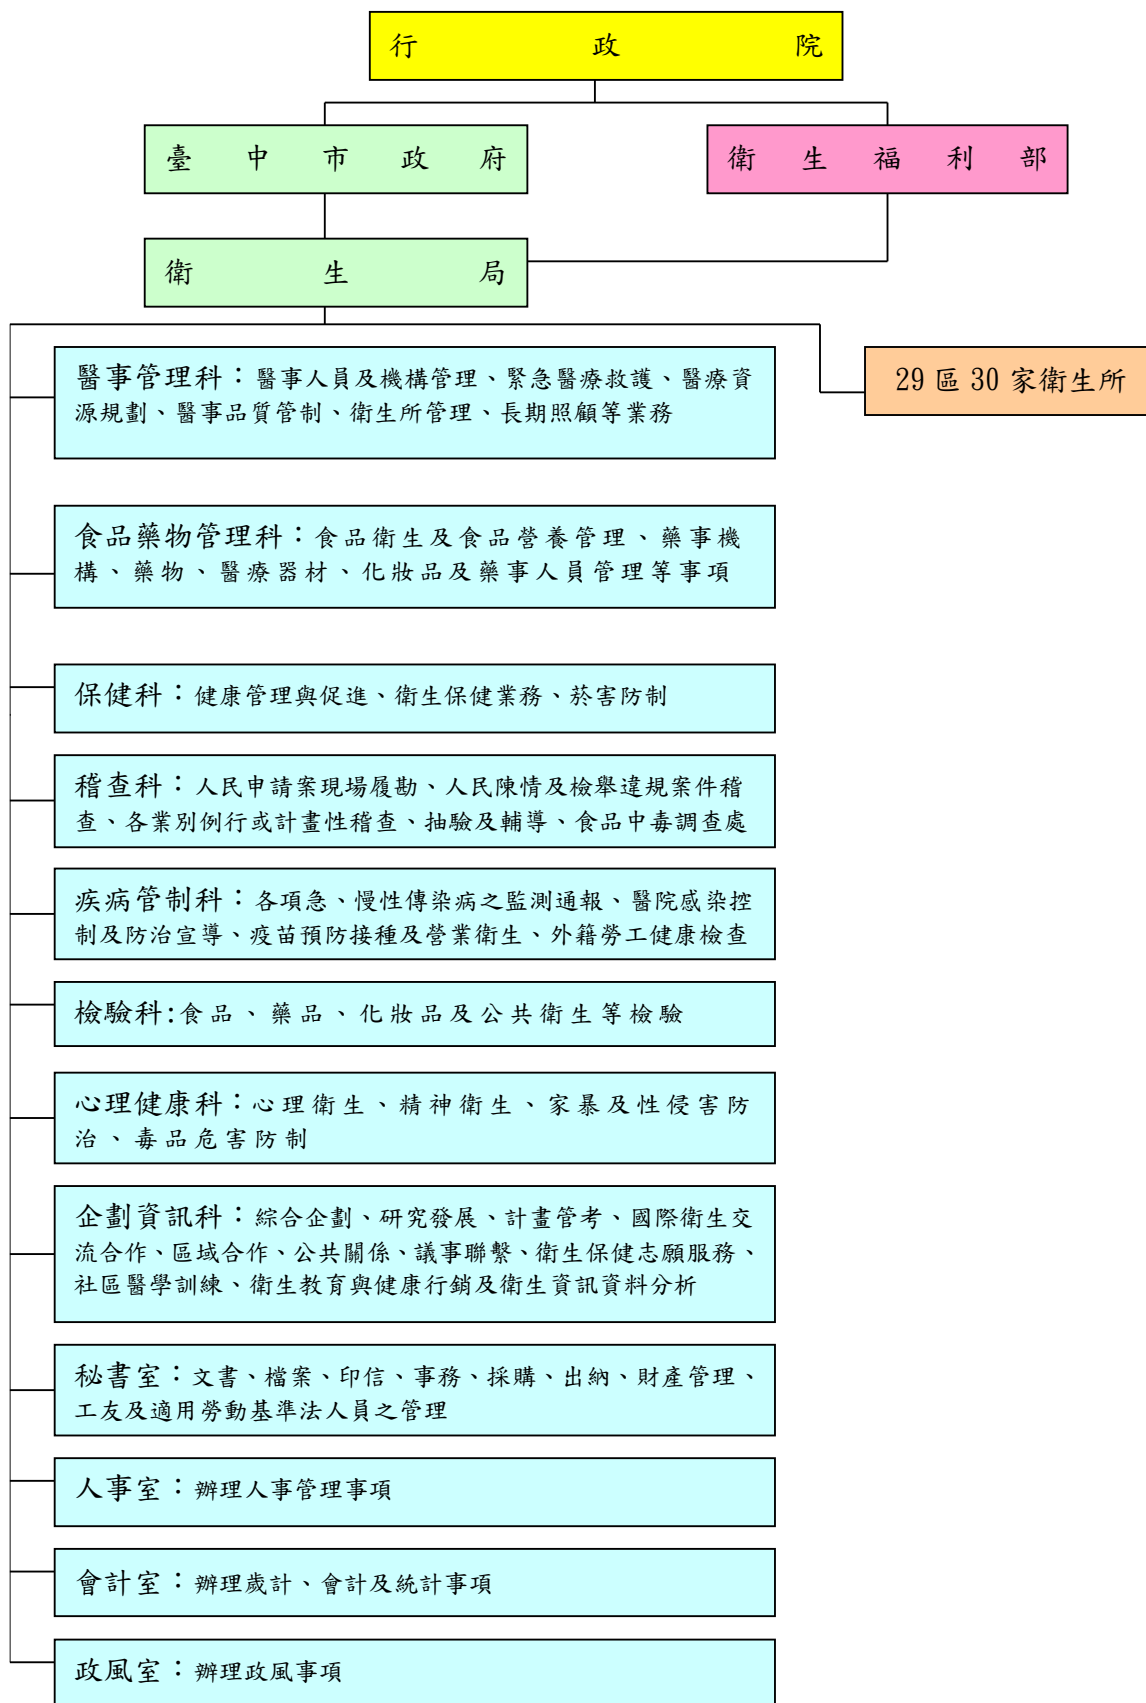 行政院
臺中市政府
衛生福利部
衛生局
醫事管理科：醫事人員及機構管理、緊急醫療救護、醫療資
源規劃、醫事品質管制、衛生所管理、長期照顧等業務
29 區 30 家衛生所
食品藥物管理科：食品衛生及食品營養管理、藥事機
構、藥物、醫療器材、化妝品及藥事人員管理等事項
保健科：健康管理與促進、衛生保健業務、菸害防制
稽查科：人民申請案現場履勘、人民陳情及檢舉違規案件稽
查、各業別例行或計畫性稽查、抽驗及輔導、食品中毒調查處
疾病管制科：各項急、慢性傳染病之監測通報、醫院感染控
制及防治宣導、疫苗預防接種及營業衛生、外籍勞工健康檢查
檢驗科:食品、藥品、化妝品及公共衛生等檢驗
心理健康科：心理衛生、精神衛生、家暴及性侵害防
治、毒品危害防制
企劃資訊科：綜合企劃、研究發展、計畫管考、國際衛生交
流合作、區域合作、公共關係、議事聯繫、衛生保健志願服務、
社區醫學訓練、衛生教育與健康行銷及衛生資訊資料分析
秘書室：文書、檔案、印信、事務、採購、出納、財產管理、
工友及適用勞動基準法人員之管理
人事室：辦理人事管理事項
會計室：辦理歲計、會計及統計事項
政風室：辦理政風事項